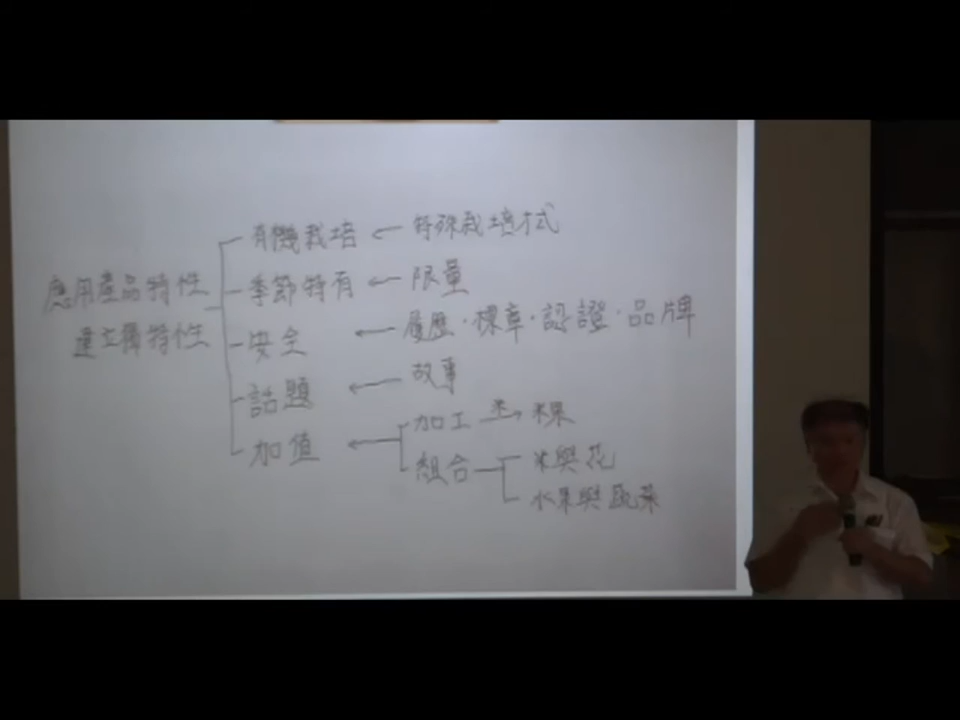 應用產品特性
建立獨特性
有機栽培 ← 特殊栽培方式
季節特有 ← 限量
安全 ← 履歷·標章·認證·品牌
話題 ← 故事
加值 ←
加工 米→ 粿
組合
米與花
水果與蔬菜